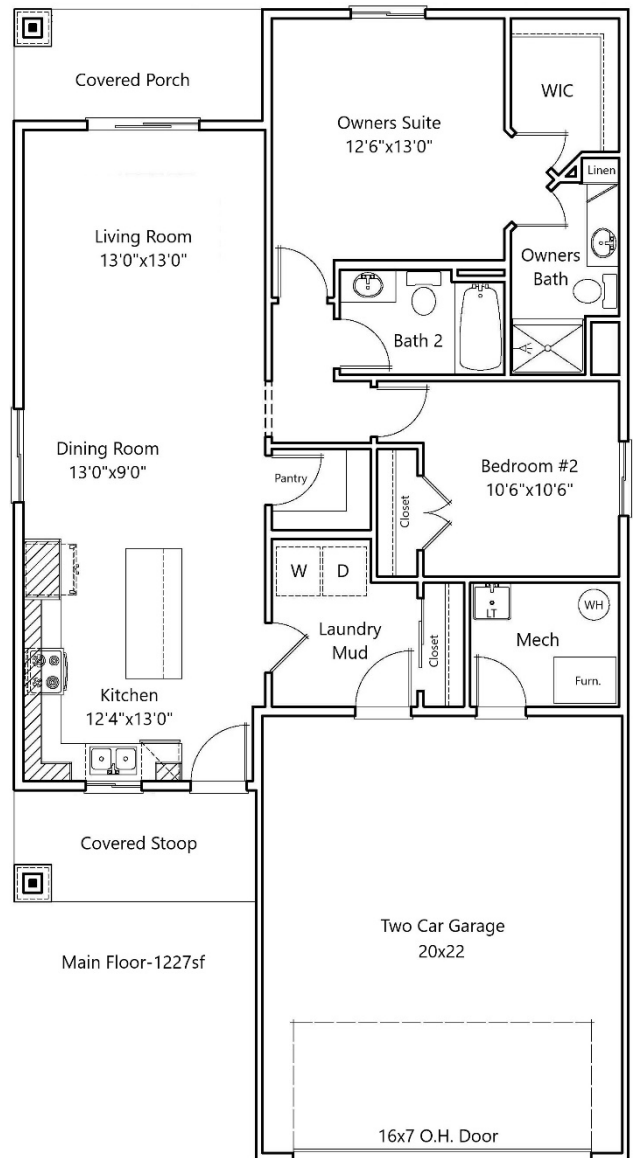 Covered Porch
Owners Suite
12'6"x13'0"
WIC
Linen
Living Room
13'0"x13'0"
Owners
Bath
Bath 2
Dining Room
13'0"x9'0"
Pantry
Closet
Bedroom #2
10'6"x10'6"
W
D
Laundry
Mud
Closet
LT
WH
Mech
Furn.
Kitchen
12'4"x13'0"
Covered Stoop
Two Car Garage
20x22
Main Floor-1227sf
16x7 O.H. Door